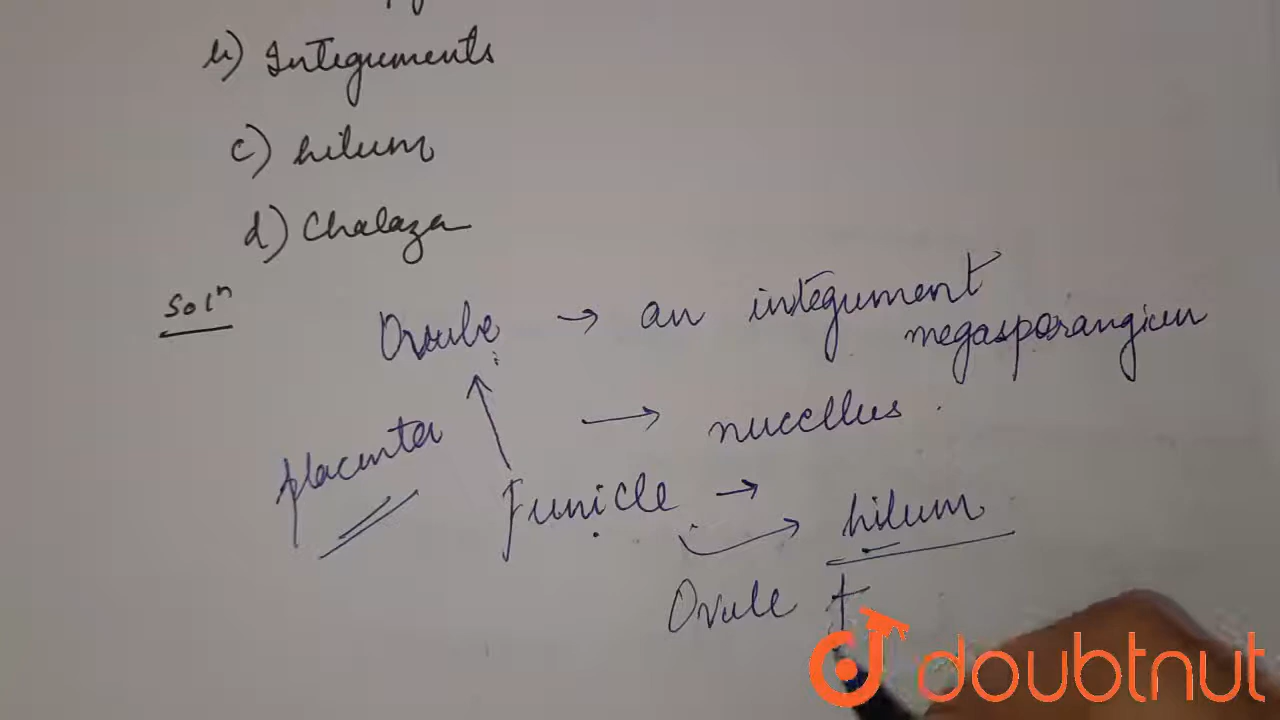 b) Integuments
c) hilum
d) Chalaza
Solⁿ
Ovule → an integument
megasporangium
→ nucellus.
placenta
Funicle → hilum
Ovule f
doubtnut